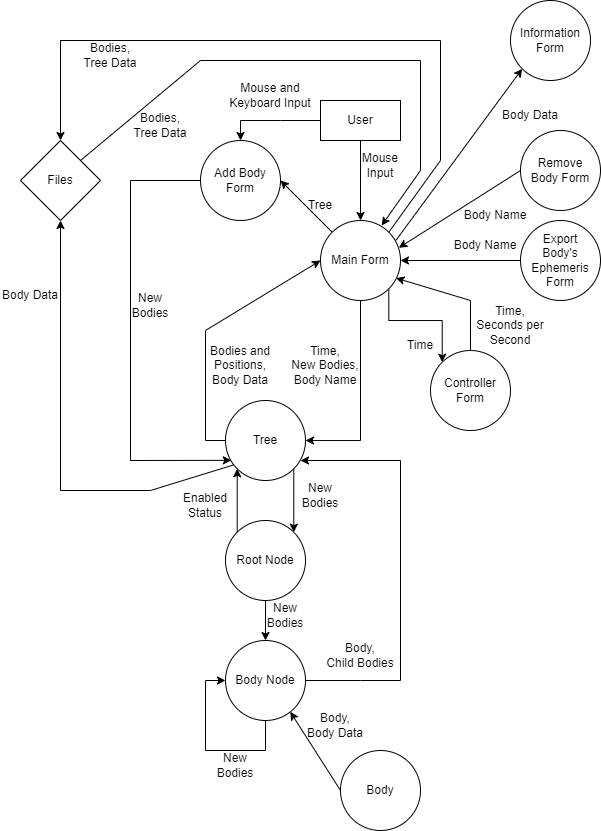 Information
Form
Bodies,
Tree Data
Mouse and
Keyboard Input
Body Data
Bodies,
Tree Data
User
Mouse
Input
Remove
Body Form
Files
Add Body
Form
Tree
Body Name
Main Form
Body Name
Export
Body's
Ephemeris
Form
Body Data
New
Bodies
Time,
Seconds per
Second
Bodies and
Positions,
Body Data
Time,
New Bodies,
Body Name
Time
Controller
Form
Tree
Enabled
Status
New
Bodies
Root Node
New
Bodies
Body,
Child Bodies
Body Node
Body,
Body Data
New
Bodies
Body